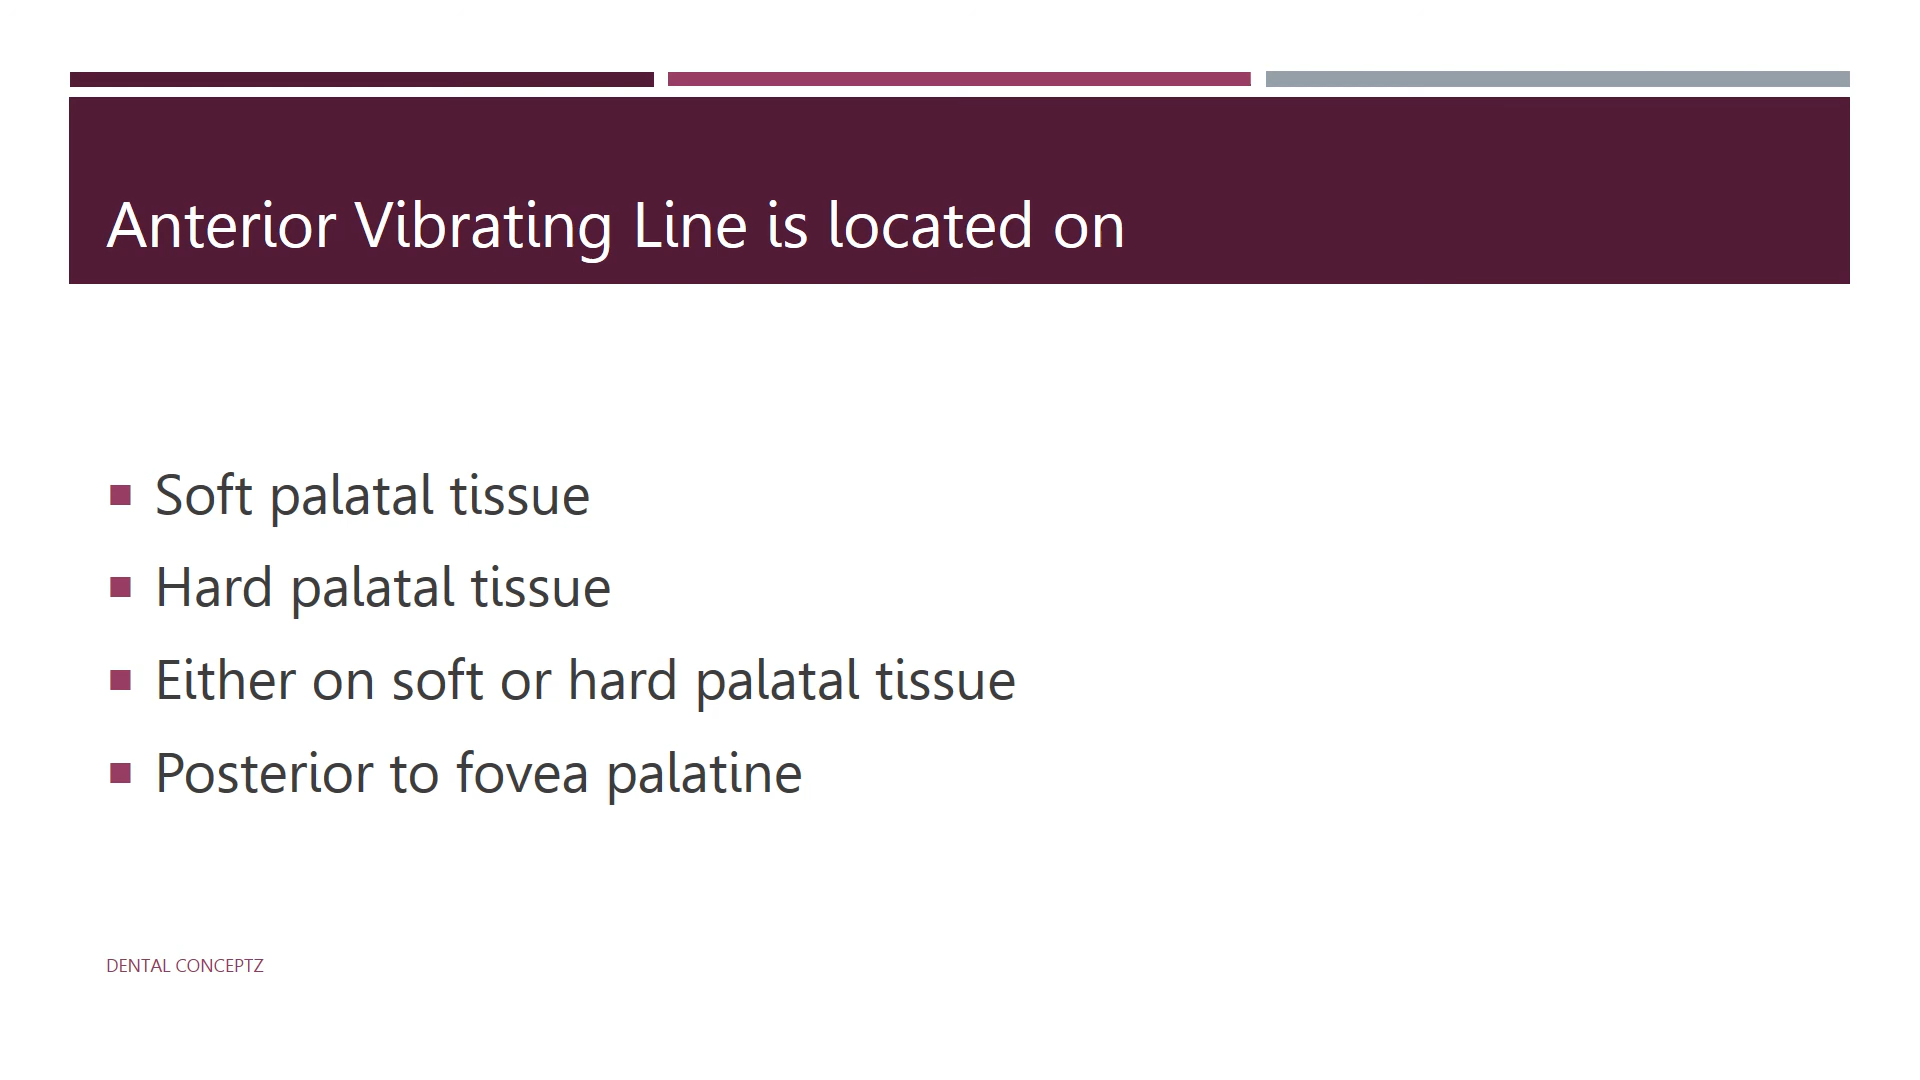 Anterior Vibrating Line is located on
Soft palatal tissue
Hard palatal tissue
Either on soft or hard palatal tissue
Posterior to fovea palatine
DENTAL CONCEPTZ